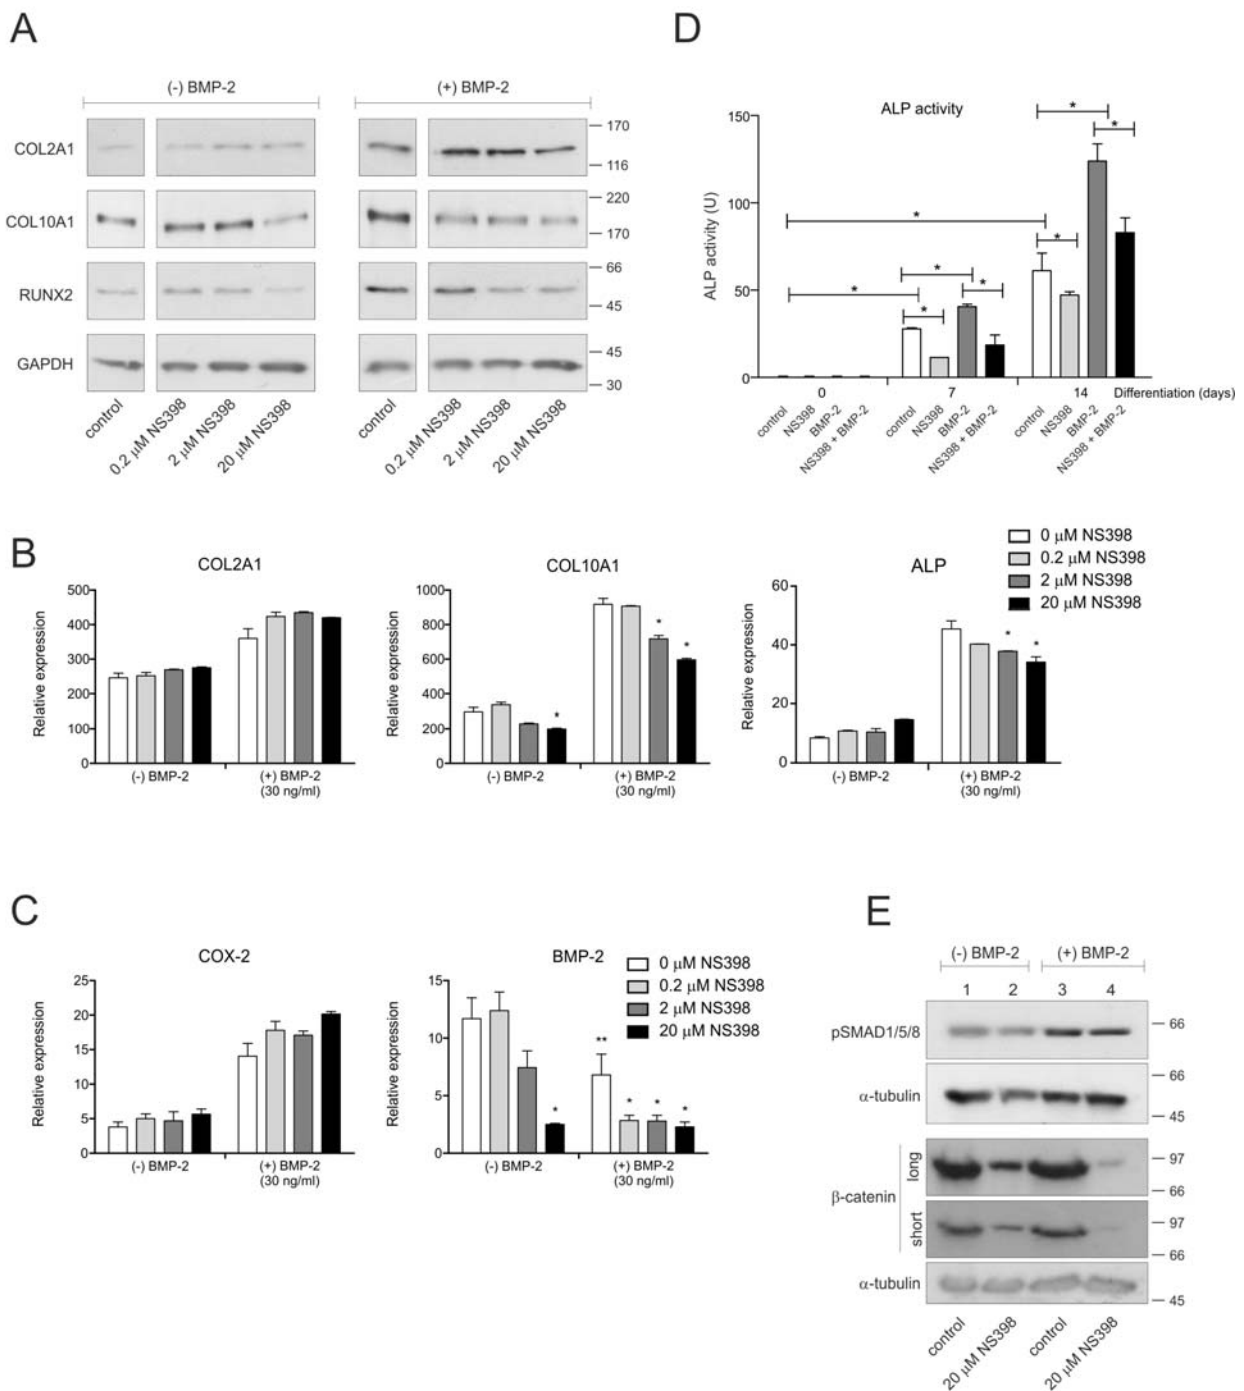 A
(-) BMP-2
(+) BMP-2
COL2A1
170
116
COL10A1
220
170
RUNX2
66
45
GAPDH
45
30
control
0.2 μM NS398
2 μM NS398
20 μM NS398
control
0.2 μM NS398
2 μM NS398
20 μM NS398
D
ALP activity
ALP activity (U)
150
100
50
0
*
*
*
*
*
*
*
*
0
7
14
Differentiation (days)
control
NS398
BMP-2
NS398 + BMP-2
control
NS398
BMP-2
NS398 + BMP-2
control
NS398
BMP-2
NS398 + BMP-2
B
COL2A1
Relative expression
500
400
300
200
100
0
(-) BMP-2
(+) BMP-2
(30 ng/ml)
COL10A1
Relative expression
1000
800
600
400
200
0
*
*
*
(-) BMP-2
(+) BMP-2
(30 ng/ml)
ALP
Relative expression
60
40
20
0
*
*
(-) BMP-2
(+) BMP-2
(30 ng/ml)
0 μM NS398
0.2 μM NS398
2 μM NS398
20 μM NS398
C
COX-2
Relative expression
25
20
15
10
5
0
(-) BMP-2
(+) BMP-2
(30 ng/ml)
BMP-2
Relative expression
15
10
5
0
*
**
*
*
*
(-) BMP-2
(+) BMP-2
(30 ng/ml)
0 μM NS398
0.2 μM NS398
2 μM NS398
20 μM NS398
E
(-) BMP-2
(+) BMP-2
1
2
3
4
pSMAD1/5/8
66
α-tubulin
66
45
β-catenin
long
97
66
short
97
66
α-tubulin
45
control
20 μM NS398
control
20 μM NS398